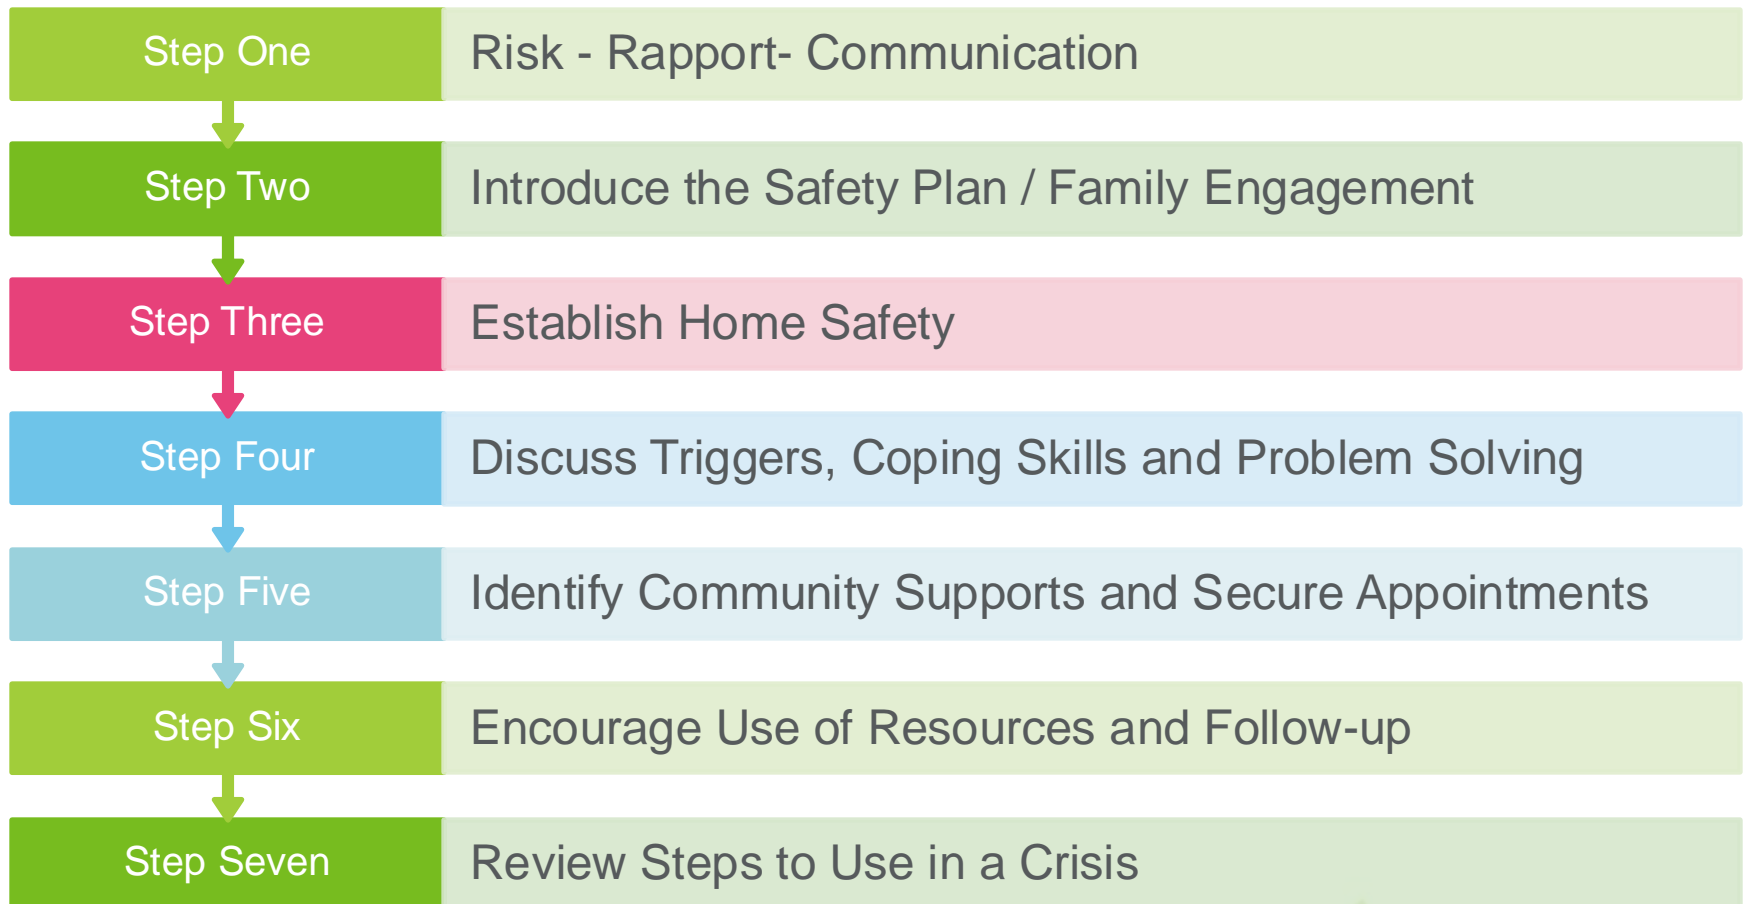 Step One
Risk - Rapport- Communication
Step Two
Introduce the Safety Plan / Family Engagement
Step Three
Establish Home Safety
Step Four
Discuss Triggers, Coping Skills and Problem Solving
Step Five
Identify Community Supports and Secure Appointments
Step Six
Encourage Use of Resources and Follow-up
Step Seven
Review Steps to Use in a Crisis